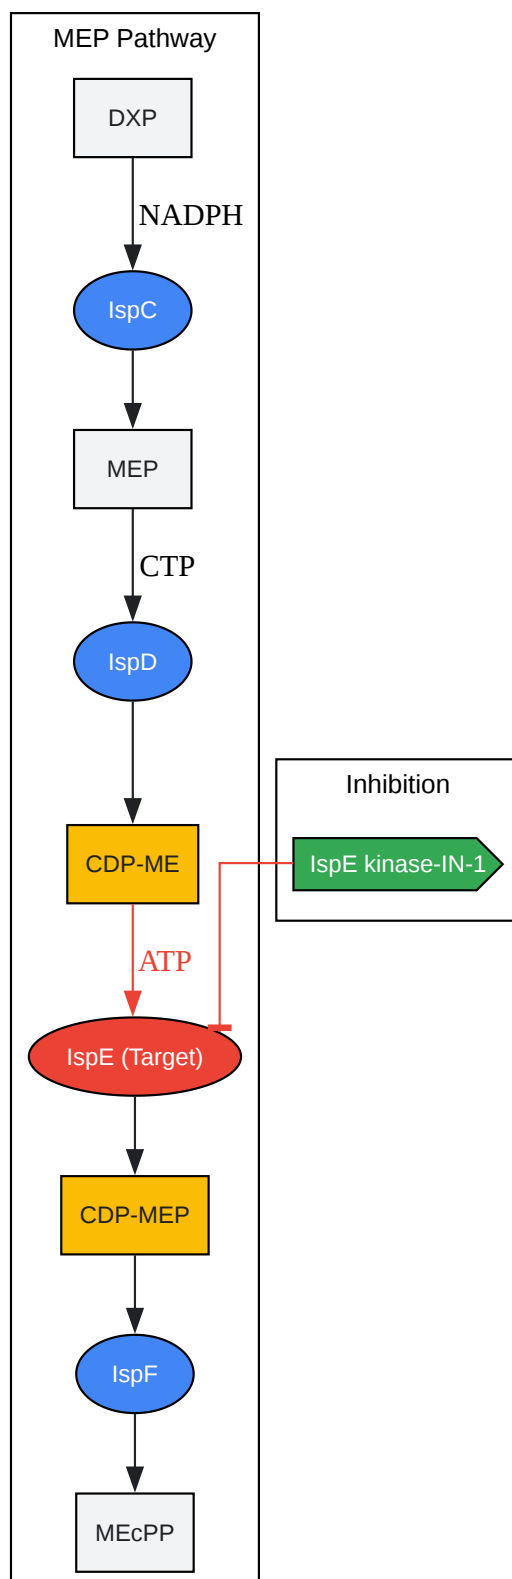 MEP Pathway
DXP
NADPH
IspC
MEP
CTP
IspD
Inhibition
CDP-ME
IspE kinase-IN-1
ATP
IspE (Target)
CDP-MEP
IspF
MEcPP